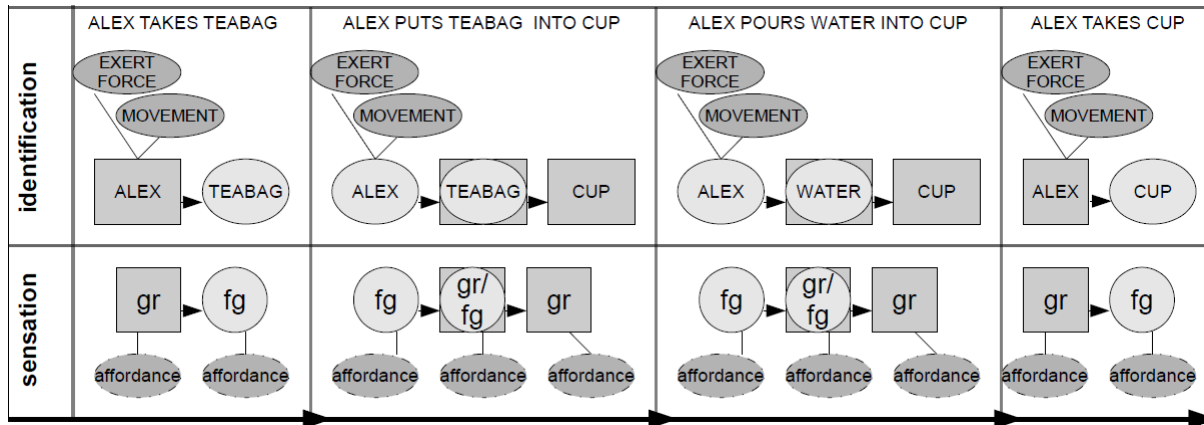 ALEX TAKES TEABAG
ALEX PUTS TEABAG INTO CUP
ALEX POURS WATER INTO CUP
ALEX TAKES CUP
identification
EXERT
FORCE
MOVEMENT
ALEX
TEABAG
EXERT
FORCE
MOVEMENT
ALEX
TEABAG
CUP
EXERT
FORCE
MOVEMENT
ALEX
WATER
CUP
EXERT
FORCE
MOVEMENT
ALEX
CUP
sensation
gr
fg
affordance
affordance
fg
gr/
fg
gr
affordance
affordance
affordance
fg
gr/
fg
gr
affordance
affordance
affordance
gr
fg
affordance
affordance